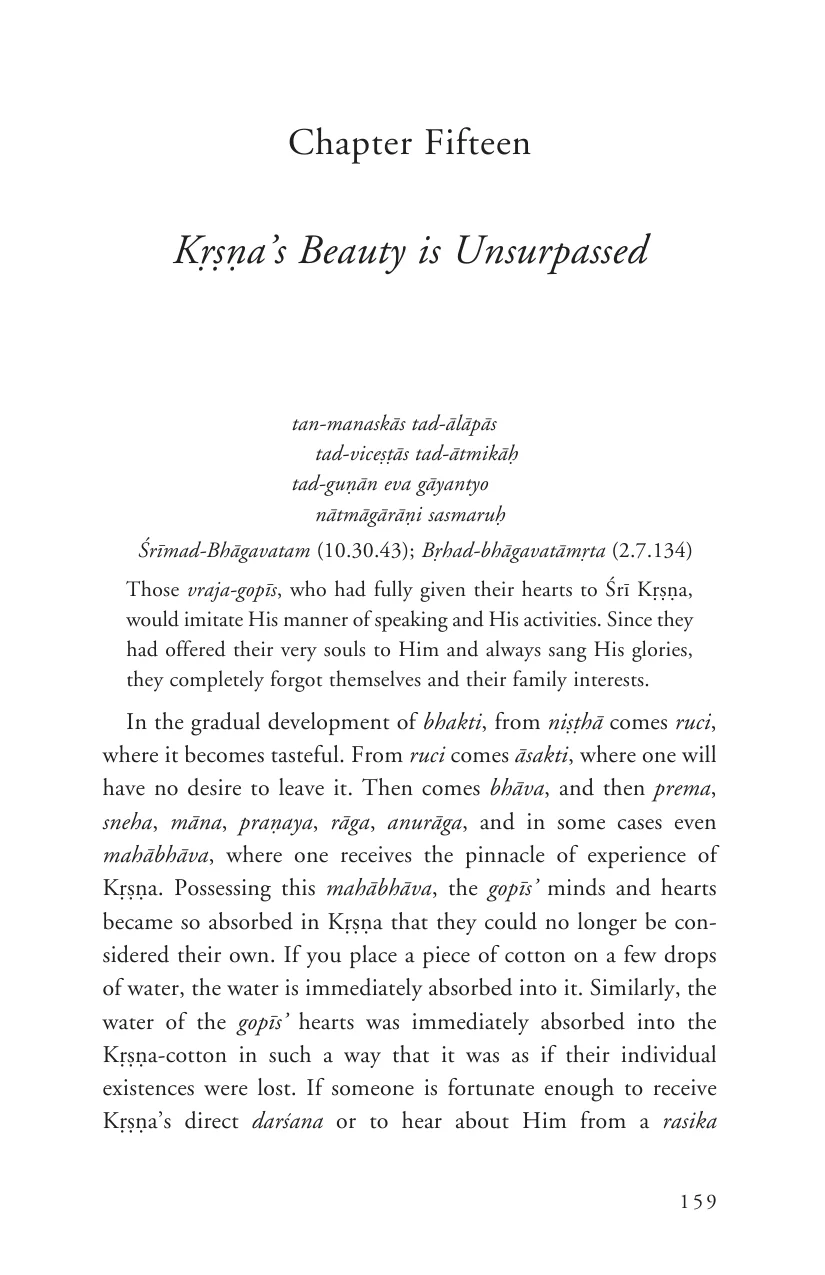 Chapter Fifteen
Kṛṣṇa’s Beauty is Unsurpassed
tan-manaskās tad-ālāpās
tad-viceṣṭās tad-ātmikāḥ
tad-guṇān eva gāyantyo
nātmāgārāṇi sasmaruḥ
Śrīmad-Bhāgavatam (10.30.43); Bṛhad-bhāgavatāmṛta (2.7.134)
Those vraja-gopīs, who had fully given their hearts to Śrī Kṛṣṇa,
would imitate His manner of speaking and His activities. Since they
had offered their very souls to Him and always sang His glories,
they completely forgot themselves and their family interests.
In the gradual development of bhakti, from niṣṭhā comes ruci,
where it becomes tasteful. From ruci comes āsakti, where one will
have no desire to leave it. Then comes bhāva, and then prema,
sneha, māna, praṇaya, rāga, anurāga, and in some cases even
mahābhāva, where one receives the pinnacle of experience of
Kṛṣṇa. Possessing this mahābhāva, the gopīs’ minds and hearts
became so absorbed in Kṛṣṇa that they could no longer be con-
sidered their own. If you place a piece of cotton on a few drops
of water, the water is immediately absorbed into it. Similarly, the
water of the gopīs’ hearts was immediately absorbed into the
Kṛṣṇa-cotton in such a way that it was as if their individual
existences were lost. If someone is fortunate enough to receive
Kṛṣṇa’s direct darśana or to hear about Him from a rasika
159